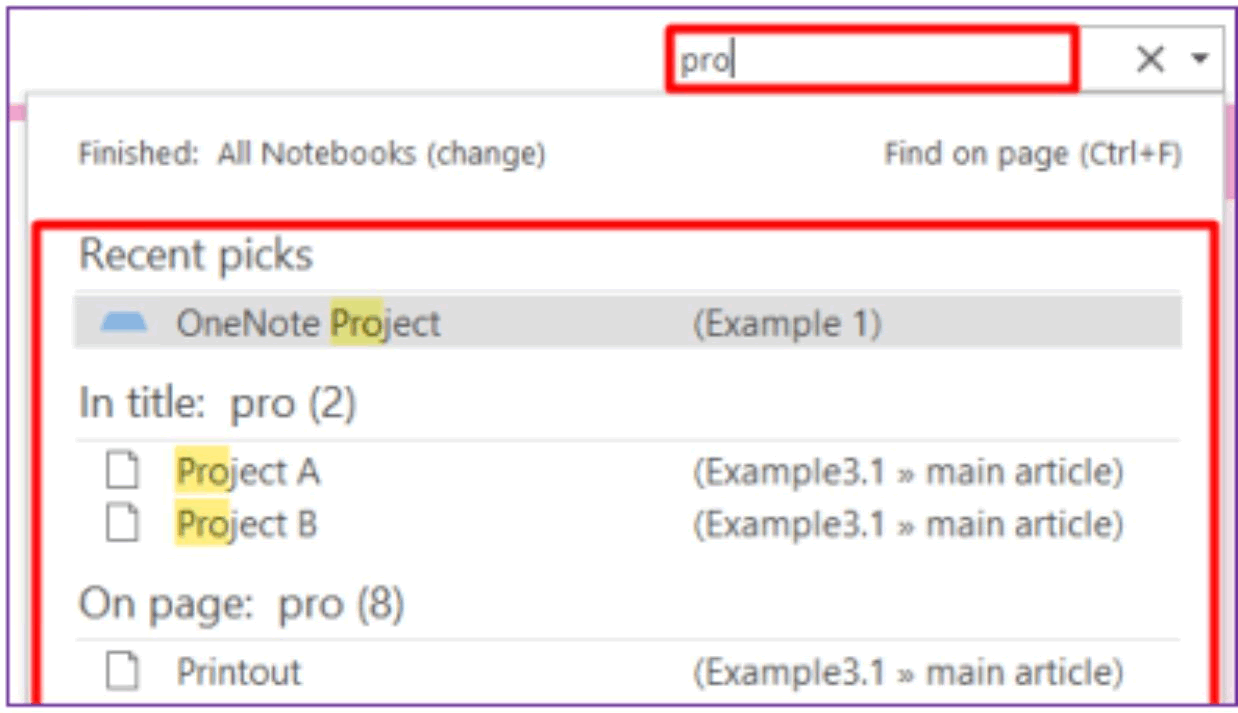 pro
Finished: All Notebooks (change) Find on page (Ctrl+F)
Recent picks
OneNote Project (Example 1)
In title: pro (2)
Project A (Example3.1 » main article)
Project B (Example3.1 » main article)
On page: pro (8)
Printout (Example3.1 » main article)